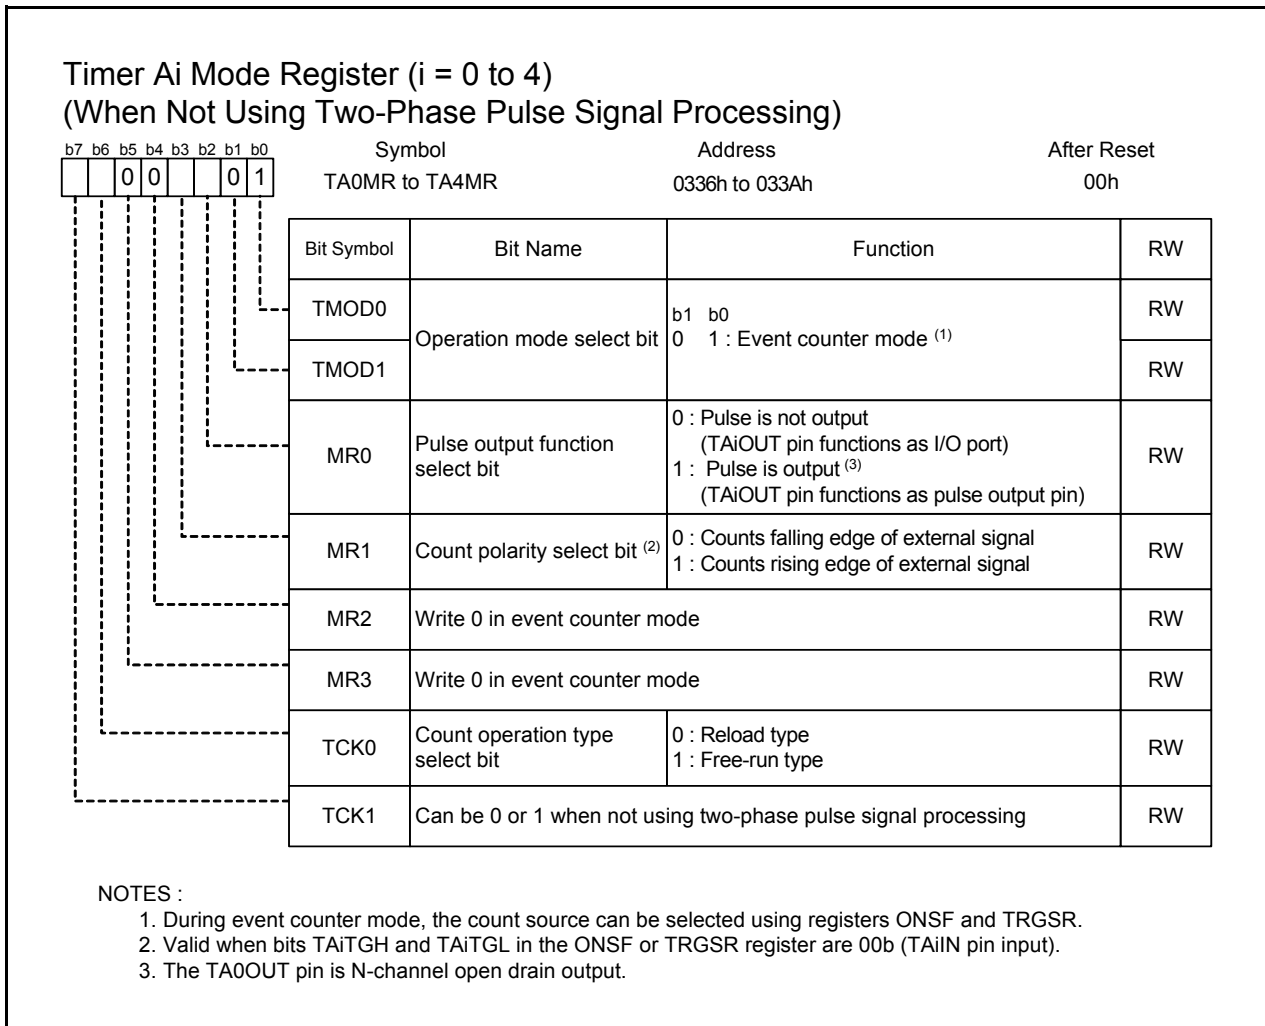 Timer Ai Mode Register (i = 0 to 4)
(When Not Using Two-Phase Pulse Signal Processing)
b7 b6 b5 b4 b3 b2 b1 b0 Symbol Address After Reset
0 0 0 1 TA0MR to TA4MR 0336h to 033Ah 00h
Bit Symbol Bit Name Function RW
TMOD0 RW
Operation mode select bit
b1 b0
0 1 : Event counter mode (1)
TMOD1 RW
MR0
Pulse output function
select bit
0 : Pulse is not output
(TAiOUT pin functions as I/O port)
1 : Pulse is output (3)
(TAiOUT pin functions as pulse output pin)
RW
MR1 Count polarity select bit (2)
0 : Counts falling edge of external signal
1 : Counts rising edge of external signal
RW
MR2 Write 0 in event counter mode RW
MR3 Write 0 in event counter mode RW
TCK0
Count operation type
select bit
0 : Reload type
1 : Free-run type
RW
TCK1 Can be 0 or 1 when not using two-phase pulse signal processing RW
NOTES :
1. During event counter mode, the count source can be selected using registers ONSF and TRGSR.
2. Valid when bits TAiTGH and TAiTGL in the ONSF or TRGSR register are 00b (TAiIN pin input).
3. The TA0OUT pin is N-channel open drain output.